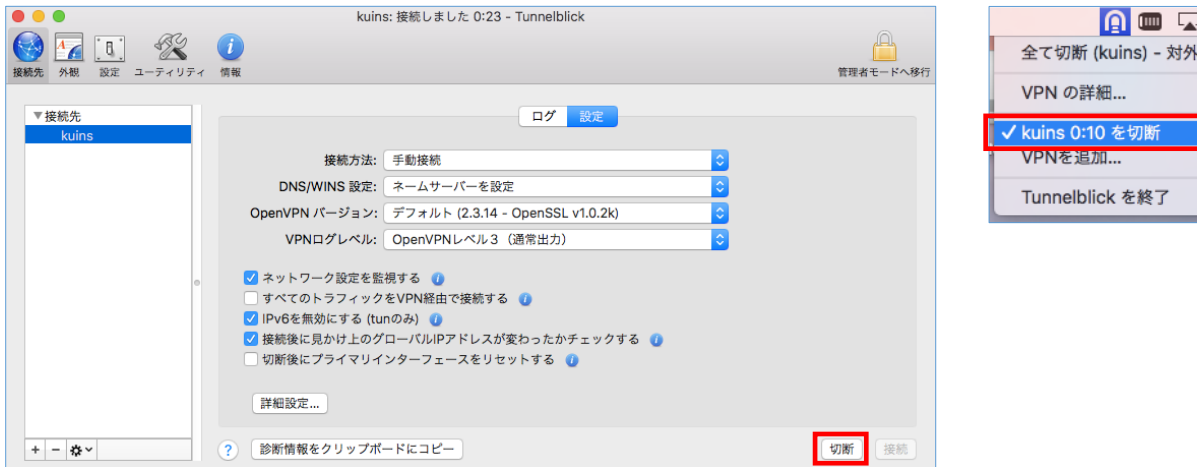 kuins: 接続しました 0:23 - Tunnelblick
接続先 外観 設定 ユーティリティ 情報 管理者モードへ移行
▼接続先
kuins
ログ 設定
接続方法: 手動接続
DNS/WINS 設定: ネームサーバーを設定
OpenVPN バージョン: デフォルト (2.3.14 - OpenSSL v1.0.2k)
VPNログレベル: OpenVPNレベル3（通常出力）
ネットワーク設定を監視する
すべてのトラフィックをVPN経由で接続する
IPv6を無効にする (tunのみ)
接続後に見かけ上のグローバルIPアドレスが変わったかチェックする
切断後にプライマリインターフェースをリセットする
詳細設定...
? 診断情報をクリップボードにコピー 切断 接続
全て切断 (kuins) - 対外
VPN の詳細...
✓ kuins 0:10 を切断
VPNを追加...
Tunnelblick を終了